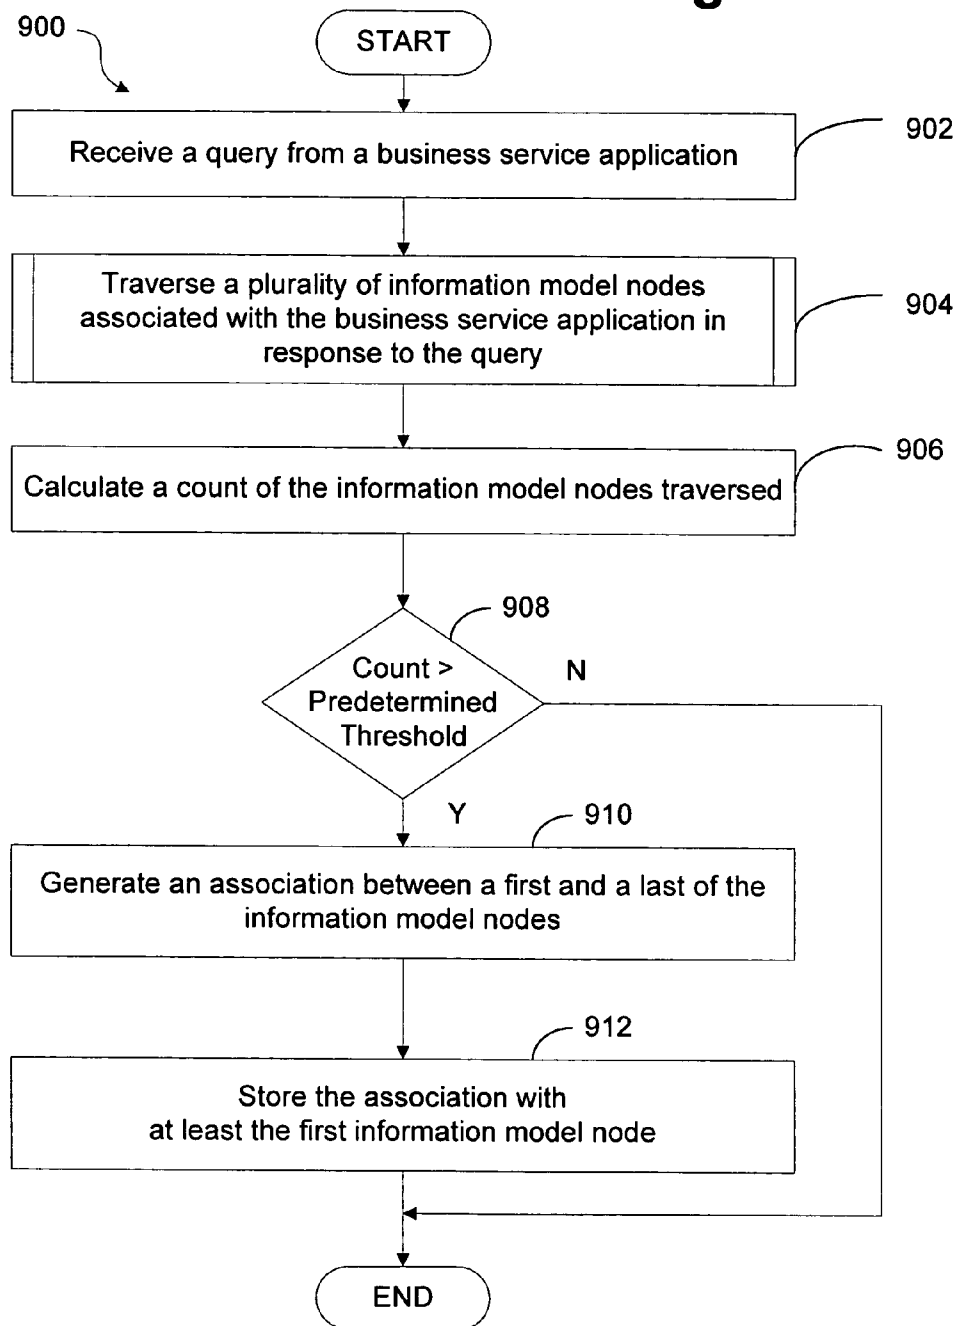 900
START
Receive a query from a business service application
902
Traverse a plurality of information model nodes
associated with the business service application in
response to the query
904
Calculate a count of the information model nodes traversed
906
908
Count >
Predetermined
Threshold
N
Y
910
Generate an association between a first and a last of the
information model nodes
912
Store the association with
at least the first information model node
END